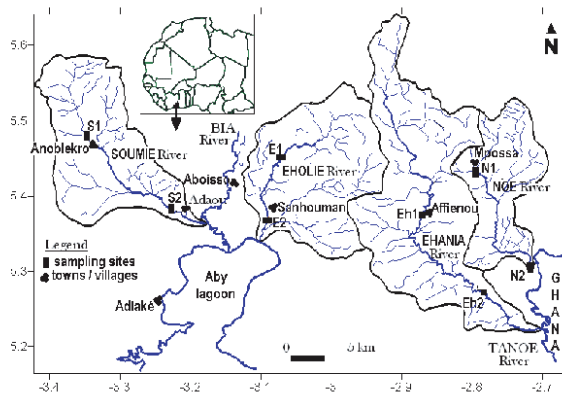 5.6
N
S1
BIA
River
E1
Mpossa
Anoblekro
SOUMIE River
EHOLIE River
N1
NOE River
Aboisso
5.4
S2
Adaou
Sanhouman
E2
Eh1
Affienou
EHANIA
River
Legend
sampling sites
towns / villages
5.3
Aby
lagoon
N2
GHANA
Adiaké
Eh2
5.2
0 5 km
TANOE
River
-3.4 -3.3 -3.2 -3.1 -3 -2.9 -2.8 -2.7